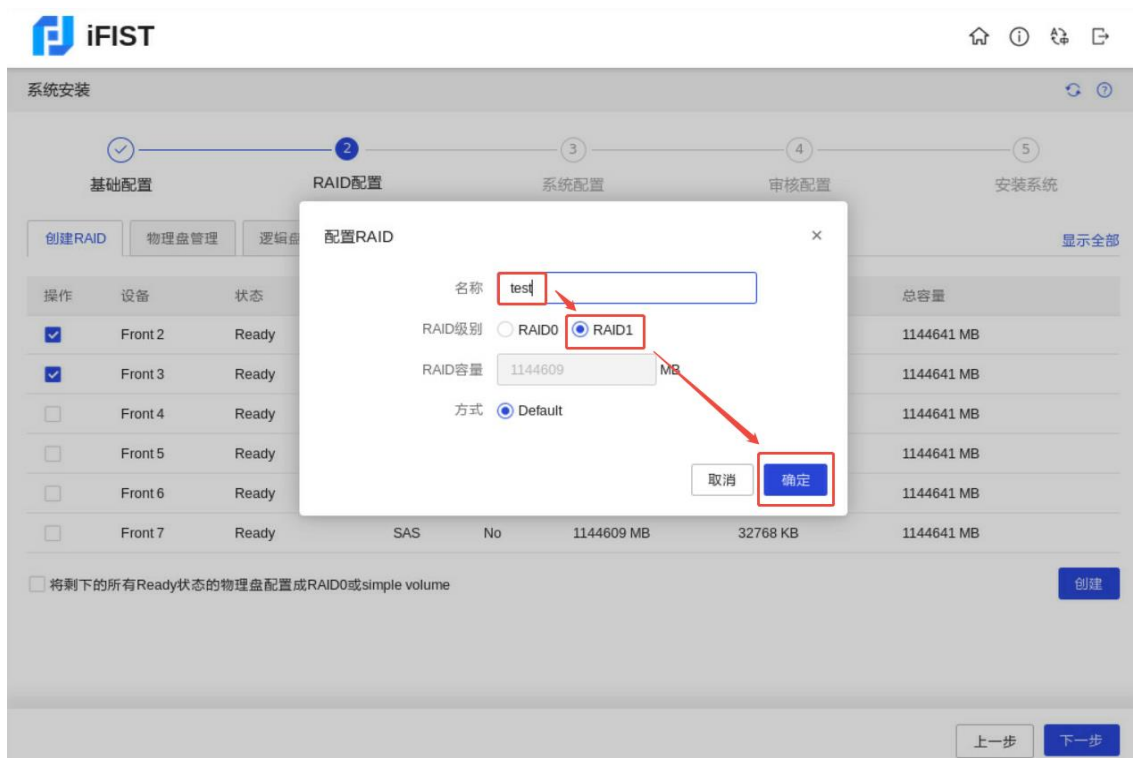 iFIST
系统安装
2 3 4 5
基础配置 RAID配置 系统配置 审核配置 安装系统
创建RAID 物理盘管理 逻辑 显示全部
配置RAID
名称 test
RAID级别 RAID0 RAID1
RAID容量 1144609 MB
方式 Default
取消 确定
操作 设备 状态 总容量
Front 2 Ready 1144641 MB
Front 3 Ready 1144641 MB
Front 4 Ready 1144641 MB
Front 5 Ready 1144641 MB
Front 6 Ready 1144641 MB
Front 7 Ready SAS No 1144609 MB 32768 KB 1144641 MB
将剩下的所有Ready状态的物理盘配置成RAID0或simple volume 创建
上一步 下一步